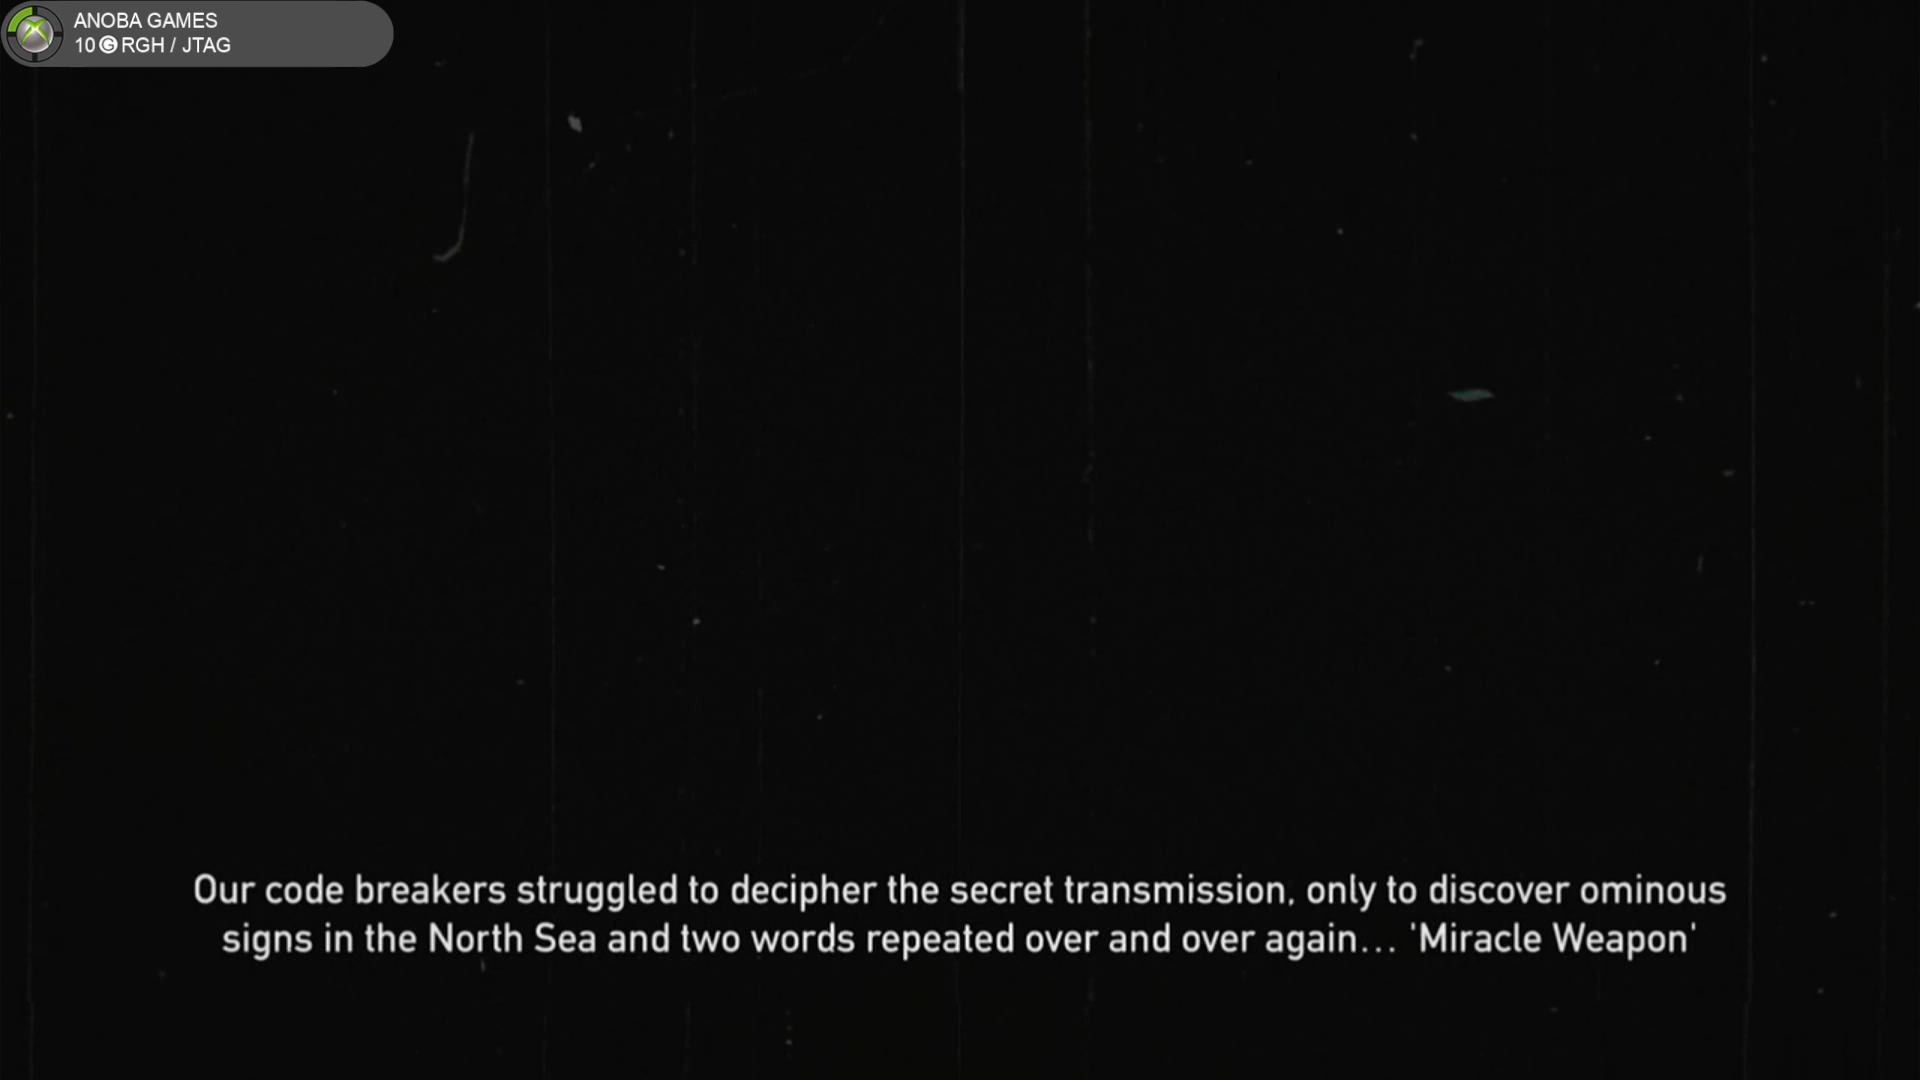 ANOBA GAMES
10 G RGH / JTAG
Our code breakers struggled to decipher the secret transmission, only to discover ominous
signs in the North Sea and two words repeated over and over again... 'Miracle Weapon'